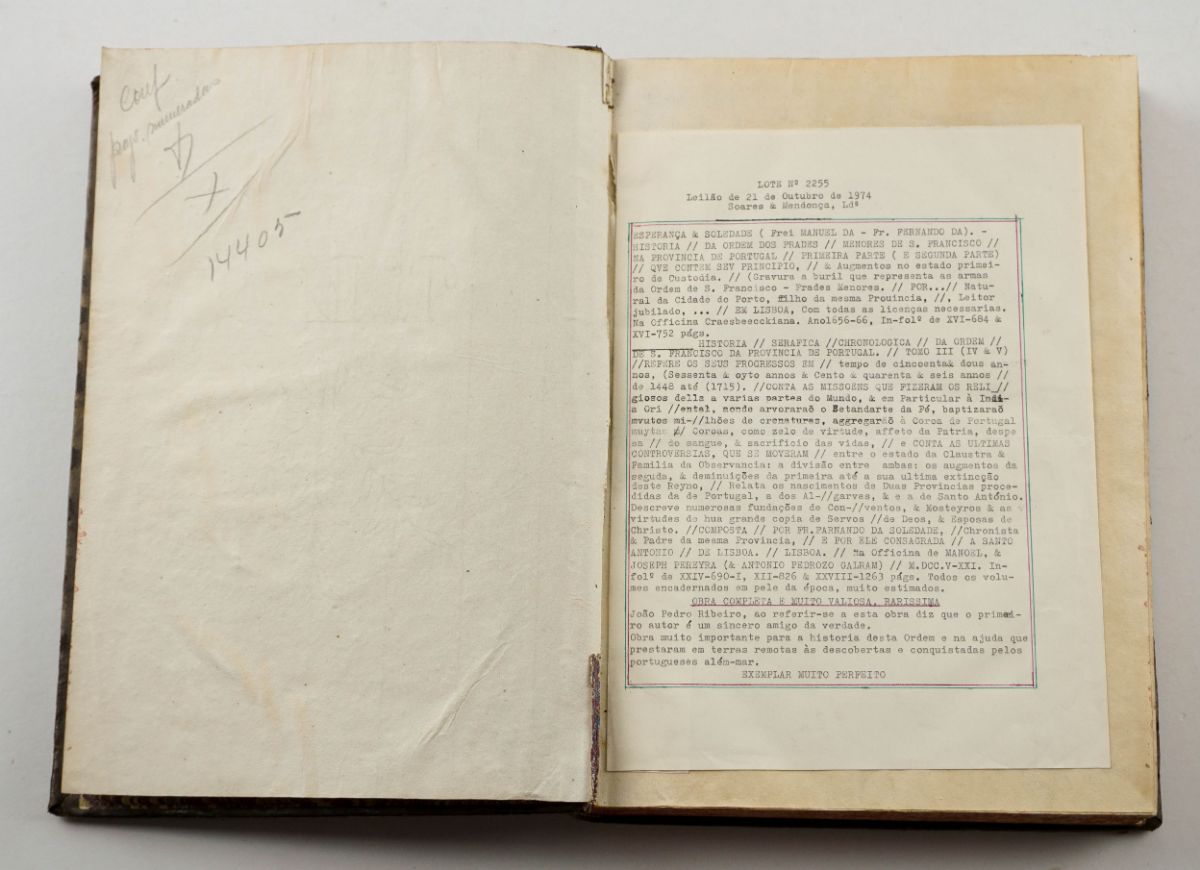 Conf.
pags. numeradas
14405
LOTE Nº 2255
Leilão de 21 de Outubro de 1974
Soares & Mendonça, Ldª
ESPERANÇA & SOLEDADE ( Frei MANUEL DA - Fr. FERNANDO DA). -
HISTORIA // DA ORDEM DOS FRADES // MENORES DE S. FRANCISCO //
NA PROVINCIA DE PORTUGAL // PRIMEIRA PARTE ( E SEGUNDA PARTE)
// QVE CONTEM SEV PRINCIPIO, // & Augmentos no estado primei-
ro de Custodia. // (Gravura a buril que representa as armas
da Ordem de S. Francisco - Frades Menores. // POR...// Natu-
ral da Cidade do Porto, filho da mesma Prouincia, //, Leitor
jubilado, ... // EM LISBOA, Com todas as licenças necessarias.
Na Officina Craesbeecckiana. Ano1656-66, In-folº de XVI-684 &
XVI-752 págs.
HISTORIA // SERAFICA //CHRONOLOGICA // DA ORDEM //
DE S. FRANCISCO DA PROVINCIA DE PORTUGAL. // TOMO III (IV & V)
//REFERE OS SEUS PROGRESSOS EM // tempo de cincoenta& dous an-
nos, (Sessenta & oyto annos & Cento & quarenta & seis annos //
de 1448 até (1715). //CONTA AS MISSOENS QUE FIZERAM OS RELI_//
giosos della a varias partes do Mundo, & em Particular à Indi-
a Ori //ental, aonde arvoraraõ o Estandarte da Fé, baptizaraõ
mvutos mi-//lhões de creaturas, aggregaraõ à Coroa de Portugal
muytas // Coroas, como zelo de virtude, affeto da Patria, despe
sa // do sangue, & sacrificio das vidas, // e CONTA AS ULTIMAS
CONTROVERSIAS, QUE SE MOVERAM // entre o estado da Claustra &
Familia da Observancia: a divisão entre ambas: os augmentos da
seguda, & deminuições da primeira até a sua ultima extincção
deste Reyno, // Relata os nascimentos de Duas Provincias proce-
didas da de Portugal, a dos Al-//garves, & e a de Santo António.
Descreve numerosas fundações de Con-//ventos, & Mosteyros & as
virtudes de hua grande copia de Servos //de Deos, & Esposas de
Christo. //COMPOSTA // POR FR.FARNANDO DA SOLEDADE, //Chronista
& Padre da mesma Provincia, // E POR ELE CONSAGRADA // A SANTO
ANTONIO // DE LISBOA. // LISBOA. // Na Officina de MANOEL, &
JOSEPH PEREYRA (& ANTONIO PEDROZO GALRAM) // M.DCC.V-XXI. In-
folº de XXIV-690-I, XII-826 & XXVIII-1263 págs. Todos os volu-
mes encadernados em pele da época, muito estimados.
OBRA COMPLETA E MUITO VALIOSA. RARISSIMA
João Pedro Ribeiro, ao referir-se a esta obra diz que o primei-
ro autor é um sincero amigo da verdade.
Obra muito importante para a historia desta Ordem e na ajuda que
prestaram em terras remotas às descobertas e conquistadas pelos
portugueses além-mar.
EXEMPLAR MUITO PERFEITO